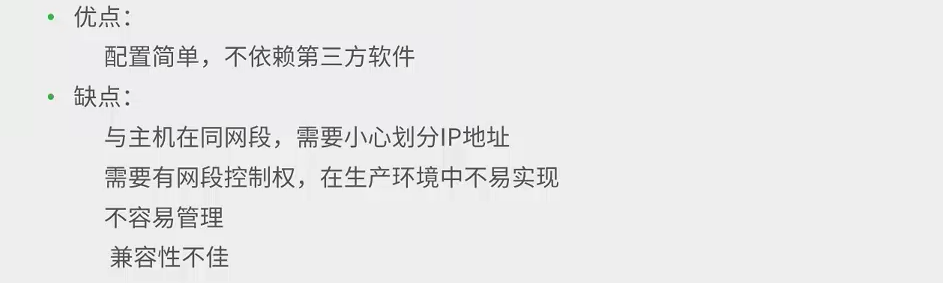 • 优点：
配置简单，不依赖第三方软件
• 缺点：
与主机在同网段，需要小心划分IP地址
需要有网段控制权，在生产环境中不易实现
不容易管理
兼容性不佳